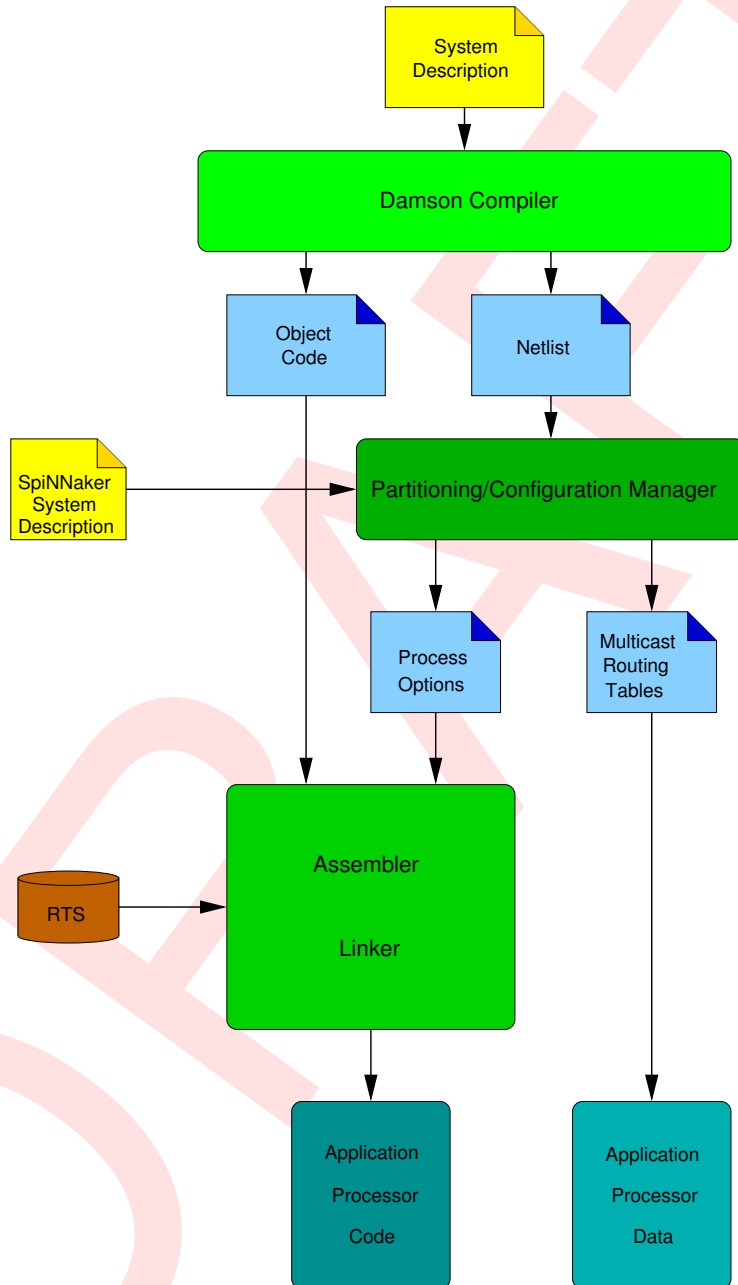 System
Description
Damson Compiler
Object
Code
Netlist
SpiNNaker
System
Description
Partitioning/Configuration Manager
Process
Options
Multicast
Routing
Tables
Assembler
Linker
RTS
Application
Processor
Code
Application
Processor
Data